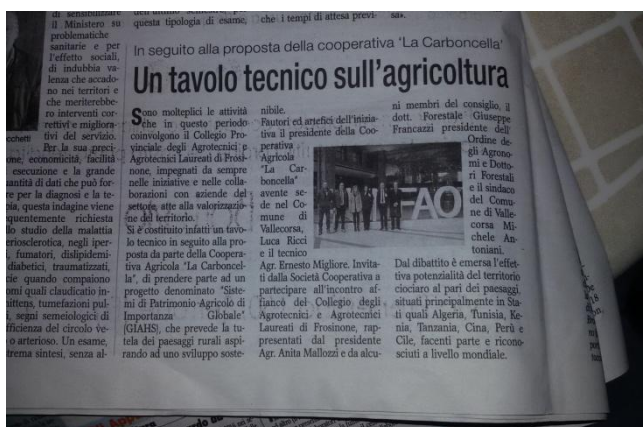 di sensibilizzare
il Ministero su
problematiche
sanitarie e per
l'effetto sociali,
di indubbia va-
lenza che accado-
no nei territori e
che meriterebbe-
ro interventi cor-
rettivi e migliora-
tivi del servizio.
Per la sua preci-
one, economicità, facilità
esecuzione e la grande
uantità di dati che può for-
re per la diagnosi e la te-
pia, questa indagine viene
quentemente richiesta
lo studio della malattia
eriosclerotica, negli iper-
i, fumatori, dislipidemi-
diabetici, traumatizzati,
che quando compaiono
omi quali claudicatio in-
mittens, tumefazioni pul-
i, segni semeiologici di
fficienza del circolo ve-
o arterioso. Un esame,
trema sintesi, senza al-
occhetti
questa tipologia di esame,
che i tempi di attesa previ-
sa».
In seguito alla proposta della cooperativa 'La Carboncella'
Un tavolo tecnico sull'agricoltura
Sono molteplici le attività
che in questo periodo
coinvolgono il Collegio Pro-
vinciale degli Agrotecnici e
Agrotecnici Laureati di Frosi-
none, impegnati da sempre
nelle iniziative e nelle colla-
borazioni con aziende del
settore, atte alla valorizzazio-
ne del territorio.
Si è costituito infatti un tavo-
lo tecnico in seguito alla pro-
posta da parte della Coopera-
tiva Agricola "La Carboncel-
la", di prendere parte ad un
progetto denominato "Siste-
mi di Patrimonio Agricolo di
Importanza Globale"
(GIAHS), che prevede la tu-
tela dei paesaggi rurali aspi-
rando ad uno sviluppo soste-
nibile.
Fautori ed artefici dell'inizia-
tiva il presidente della Coo-
perativa
Agricola
"La Car-
boncella"
avente se-
de nel Co-
mune di
Vallecorsa,
Luca Ricci
e il tecnico
Agr. Ernesto Migliore. Invita-
ti dalla Società Cooperativa a
partecipare all'incontro af-
fianco del Collegio degli
Agrotecnici e Agrotecnici
Laureati di Frosinone, rap-
presentati dal presidente
Agr. Anita Mallozzi e da alcu-
ni membri del consiglio, il
dott. Forestale Giuseppe
Francazzi presidente dell'
Ordine de-
gli Agrono-
mi e Dotto-
ri Forestali
e il sindaco
del Comu-
ne di Valle-
corsa Mi-
chele An-
toniani.
FAO
Dal dibattito è emersa l'effet-
tiva potenzialità del territorio
ciociaro al pari dei paesaggi,
situati principalmente in Sta-
ti quali Algeria, Tunisia, Ke-
nia, Tanzania, Cina, Perù e
Cile, facenti parte e ricono-
sciuti a livello mondiale.